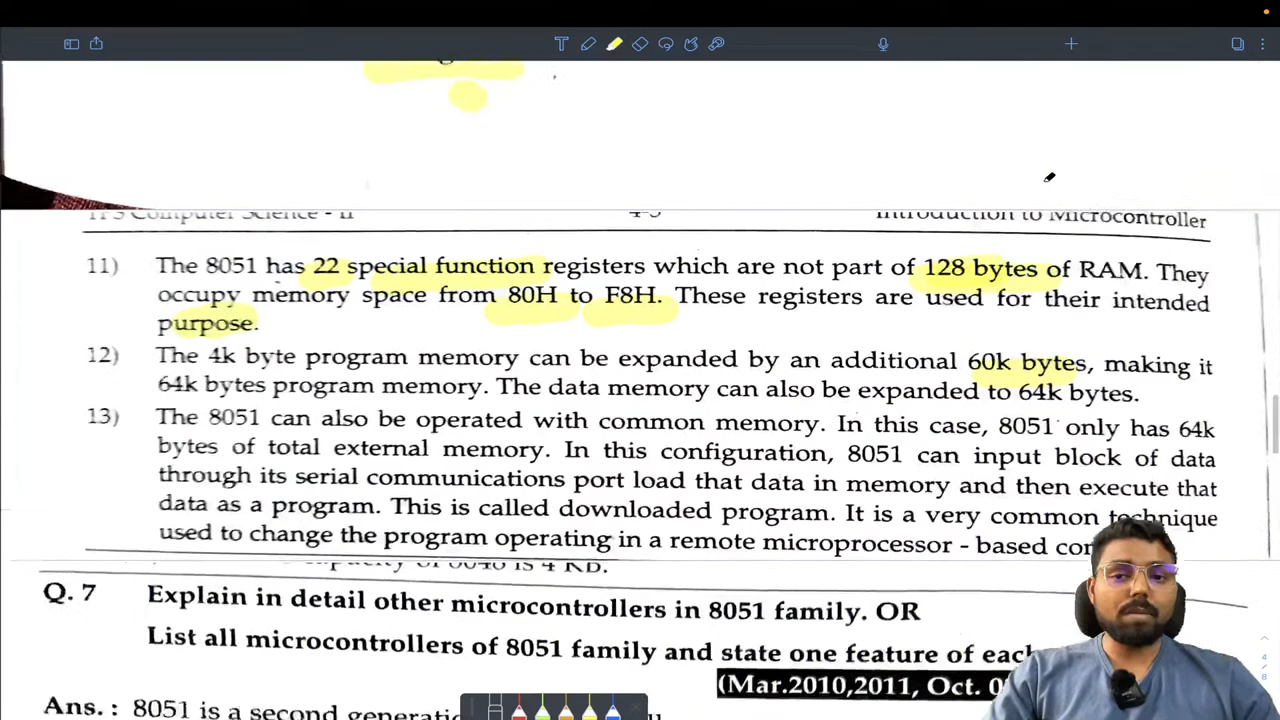 TPS Computer Science - II 4-5 Introduction to Microcontroller
11) The 8051 has 22 special function registers which are not part of 128 bytes of RAM. They
occupy memory space from 80H to F8H. These registers are used for their intended
purpose.
12) The 4k byte program memory can be expanded by an additional 60k bytes, making it
64k bytes program memory. The data memory can also be expanded to 64k bytes.
13) The 8051 can also be operated with common memory. In this case, 8051 only has 64k
bytes of total external memory. In this configuration, 8051 can input block of data
through its serial communications port load that data in memory and then execute that
data as a program. This is called downloaded program. It is a very common technique
used to change the program operating in a remote microprocessor - based
is 4 KB.
Q. 7 Explain in detail other microcontrollers in 8051 family. OR
List all microcontrollers of 8051 family and state one feature of each
(Mar.2010,2011, Oct.
Ans. : 8051 is a second